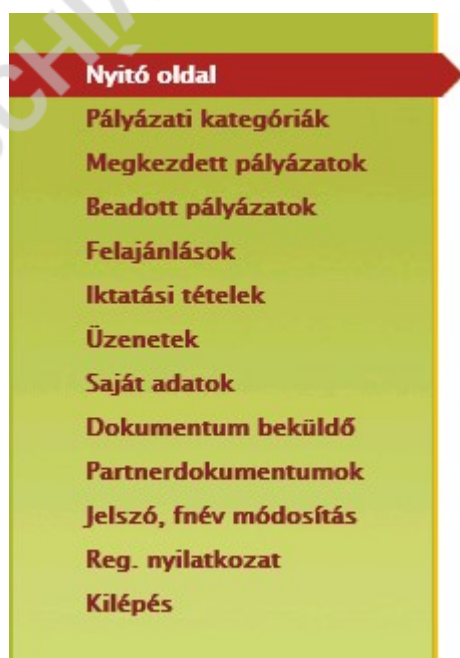 Nyitó oldal
Pályázati kategóriák
Megkezdett pályázatok
Beadott pályázatok
Felajánlások
Iktatási tételek
Üzenetek
Saját adatok
Dokumentum beküldő
Partnerdokumentumok
Jelszó, fnév módosítás
Reg. nyilatkozat
Kilépés